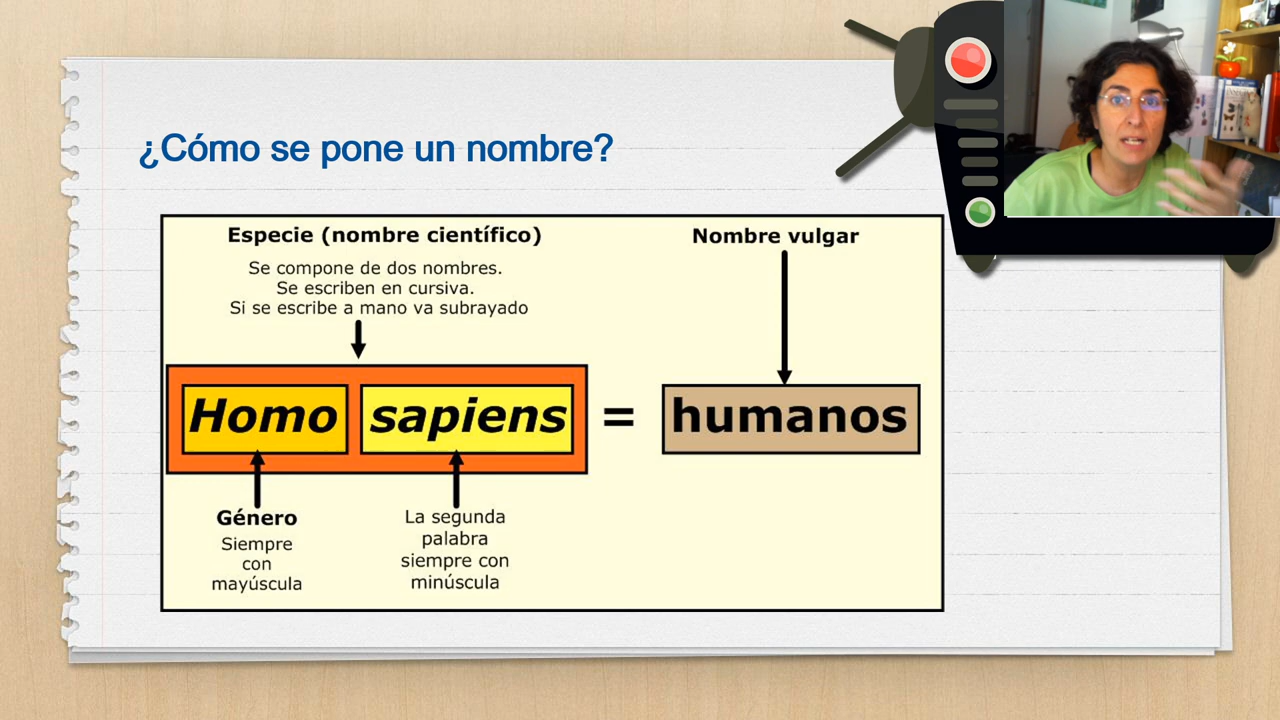 ¿Cómo se pone un nombre?
Especie (nombre científico)
Se compone de dos nombres.
Se escriben en cursiva.
Si se escribe a mano va subrayado
Nombre vulgar
Homo sapiens = humanos
Género
Siempre
con
mayúscula
La segunda
palabra
siempre con
minúscula